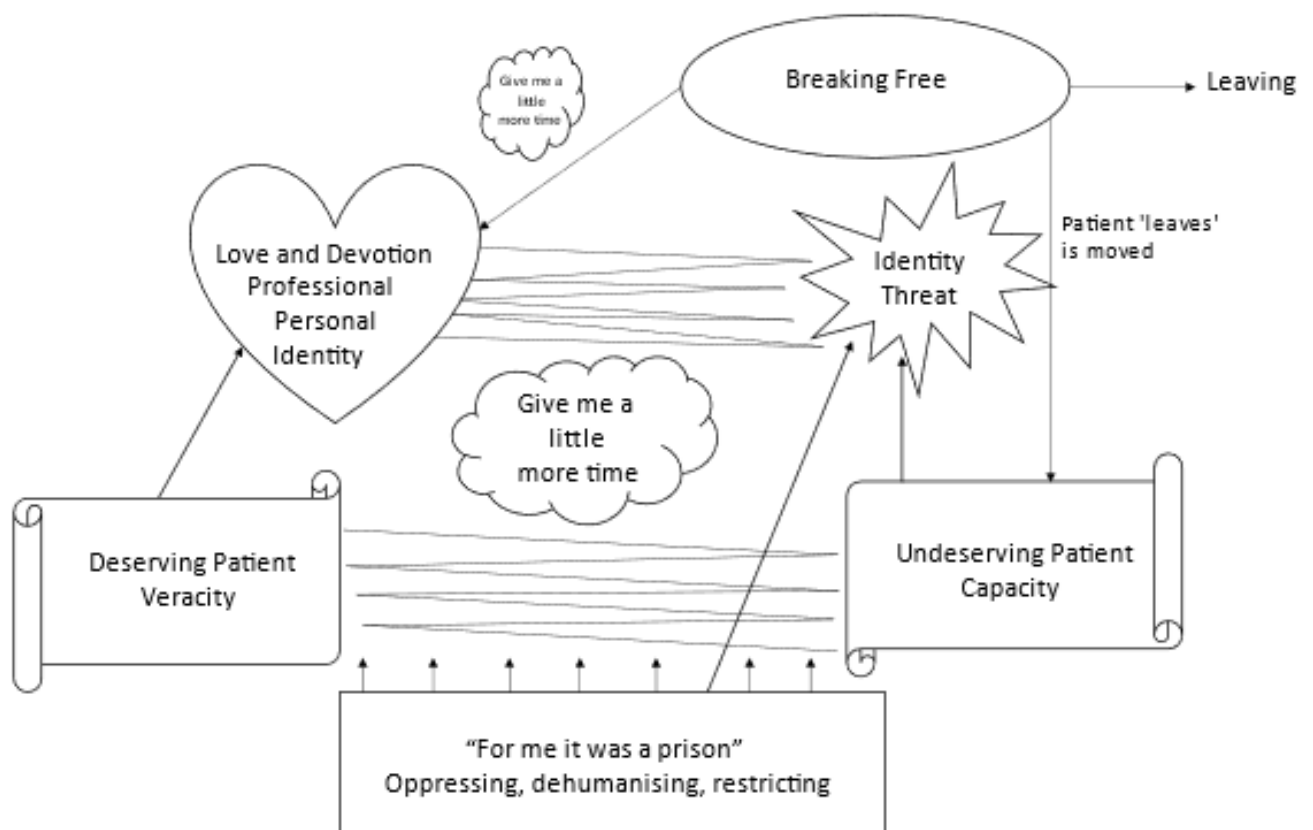 Give me a
little
more time
Breaking Free
Leaving
Patient 'leaves'
is moved
Love and Devotion
Professional
Personal
Identity
Identity
Threat
Give me a
little
more time
Deserving Patient
Veracity
Undeserving Patient
Capacity
“For me it was a prison”
Oppressing, dehumanising, restricting